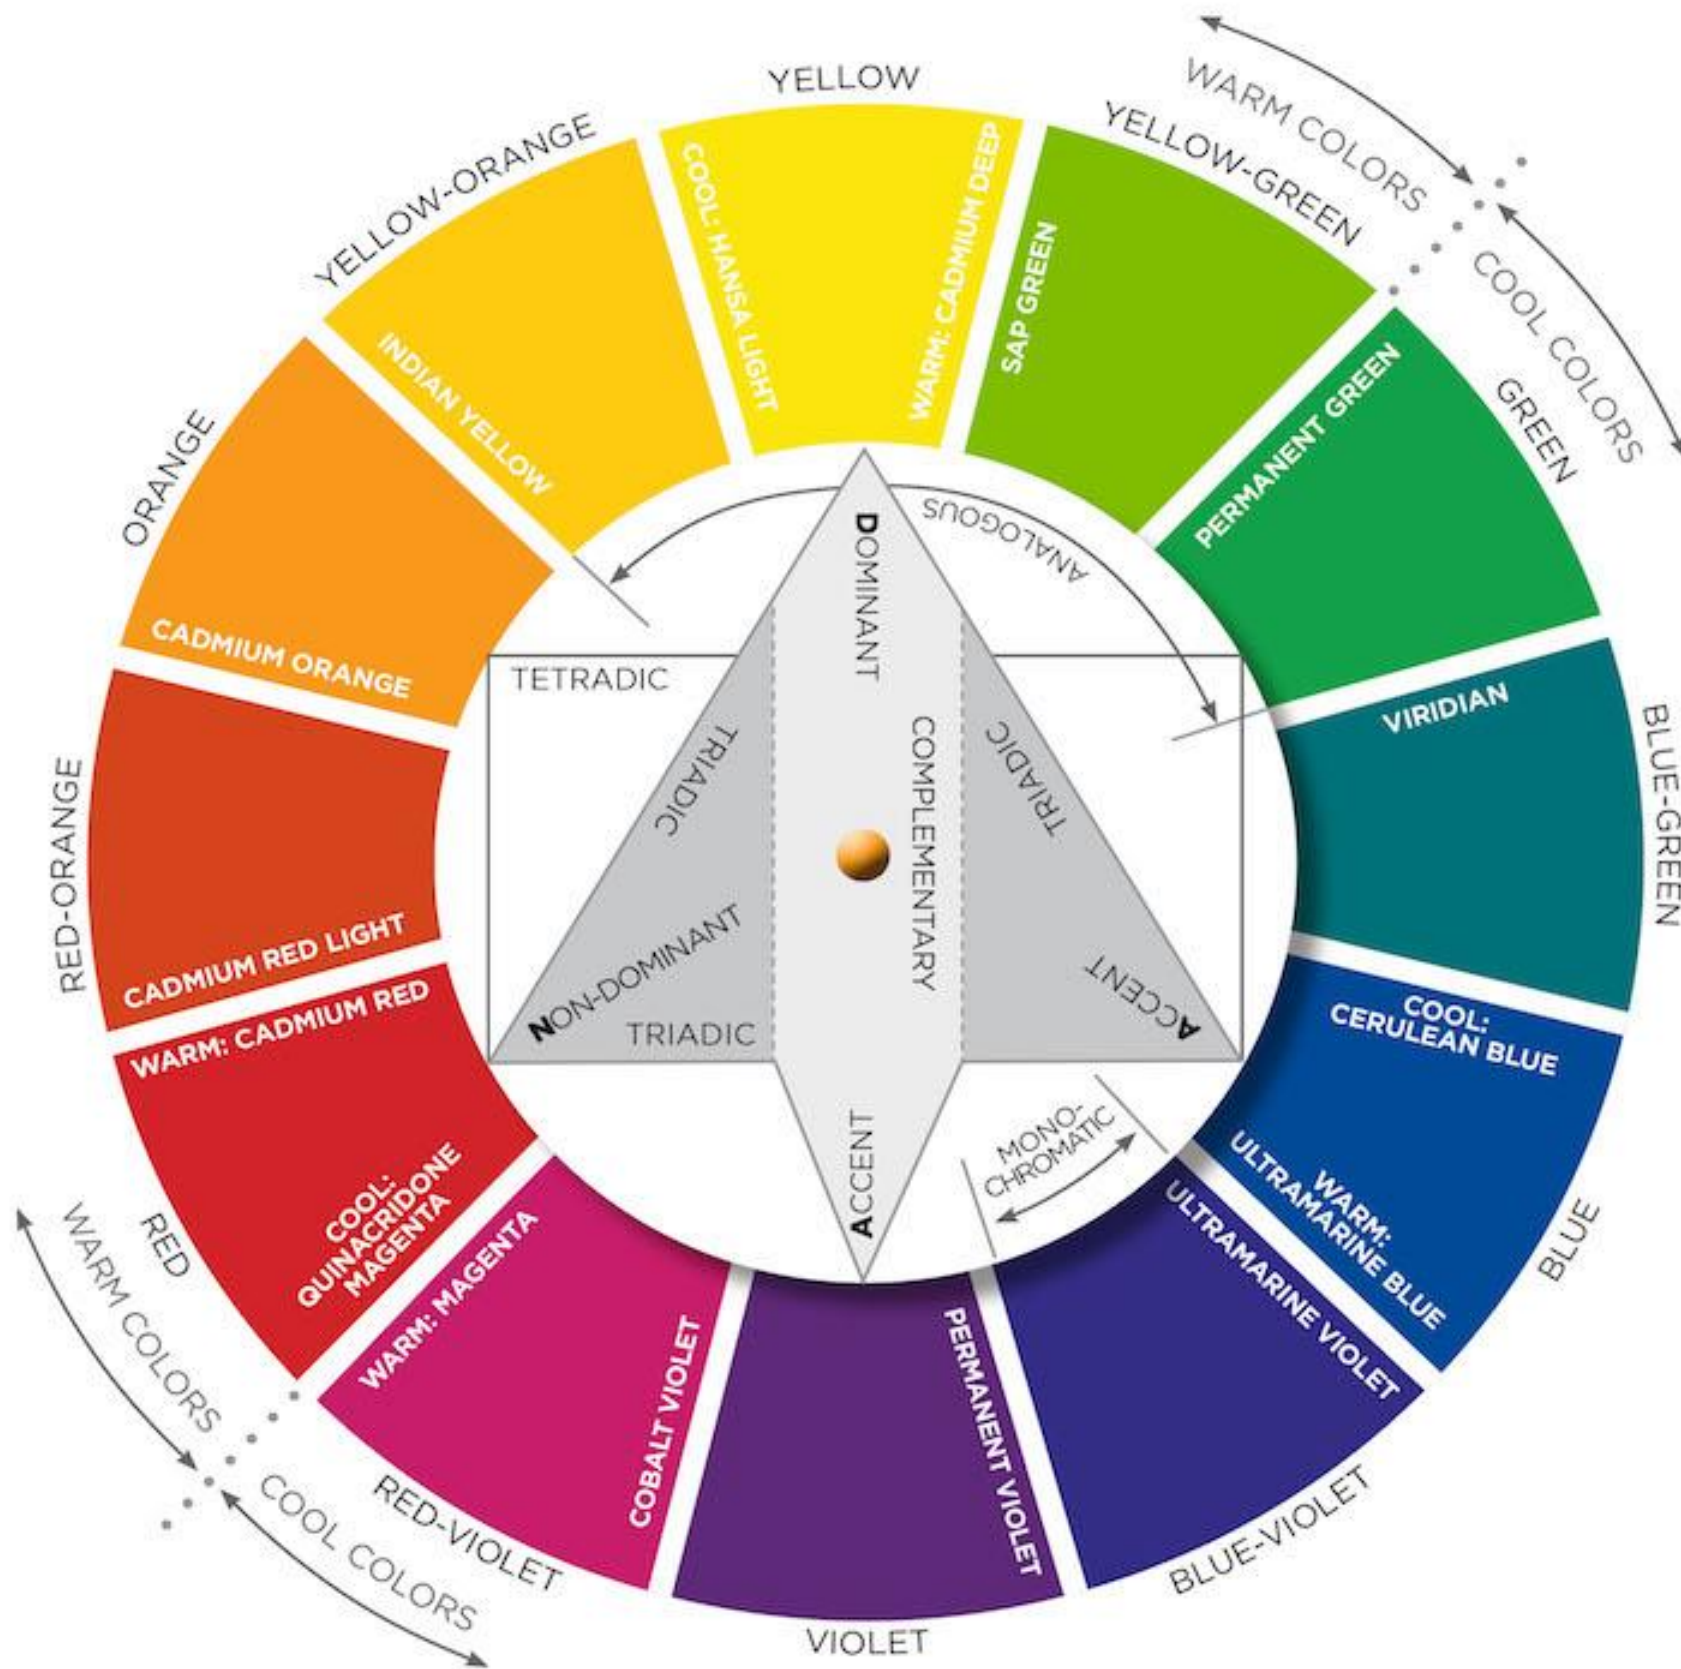 YELLOW
YELLOW-GREEN
GREEN
BLUE-GREEN
BLUE
BLUE-VIOLET
VIOLET
RED-VIOLET
RED
RED-ORANGE
ORANGE
YELLOW-ORANGE
WARM COLORS
COOL COLORS
WARM COLORS
COOL COLORS
COOL: HANSA LIGHT
WARM: CADMIUM DEEP
SAP GREEN
PERMANENT GREEN
VIRIDIAN
COOL:
CERULEAN BLUE
WARM:
ULTRAMARINE BLUE
ULTRAMARINE VIOLET
PERMANENT VIOLET
COBALT VIOLET
WARM: MAGENTA
COOL:
QUINACRIDONE
MAGENTA
WARM: CADMIUM RED
CADMIUM RED LIGHT
CADMIUM ORANGE
INDIAN YELLOW
ANALOGOUS
DOMINANT
TETRADIC
TRIADIC
TRIADIC
COMPLEMENTARY
NON-DOMINANT
TRIADIC
ACCENT
ACCENT
MONO-
CHROMATIC